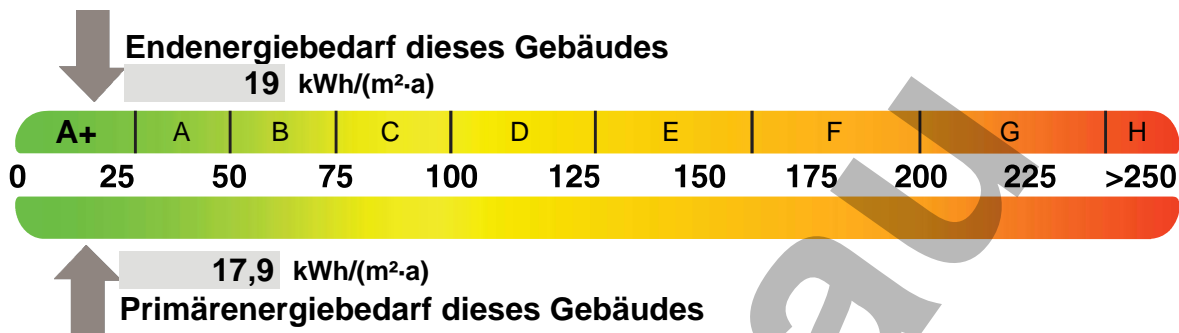 Endenergiebedarf dieses Gebäudes
19 kWh/(m²·a)
A+ A B C D E F G H
0 25 50 75 100 125 150 175 200 225 >250
17,9 kWh/(m²·a)
Primärenergiebedarf dieses Gebäudes
au